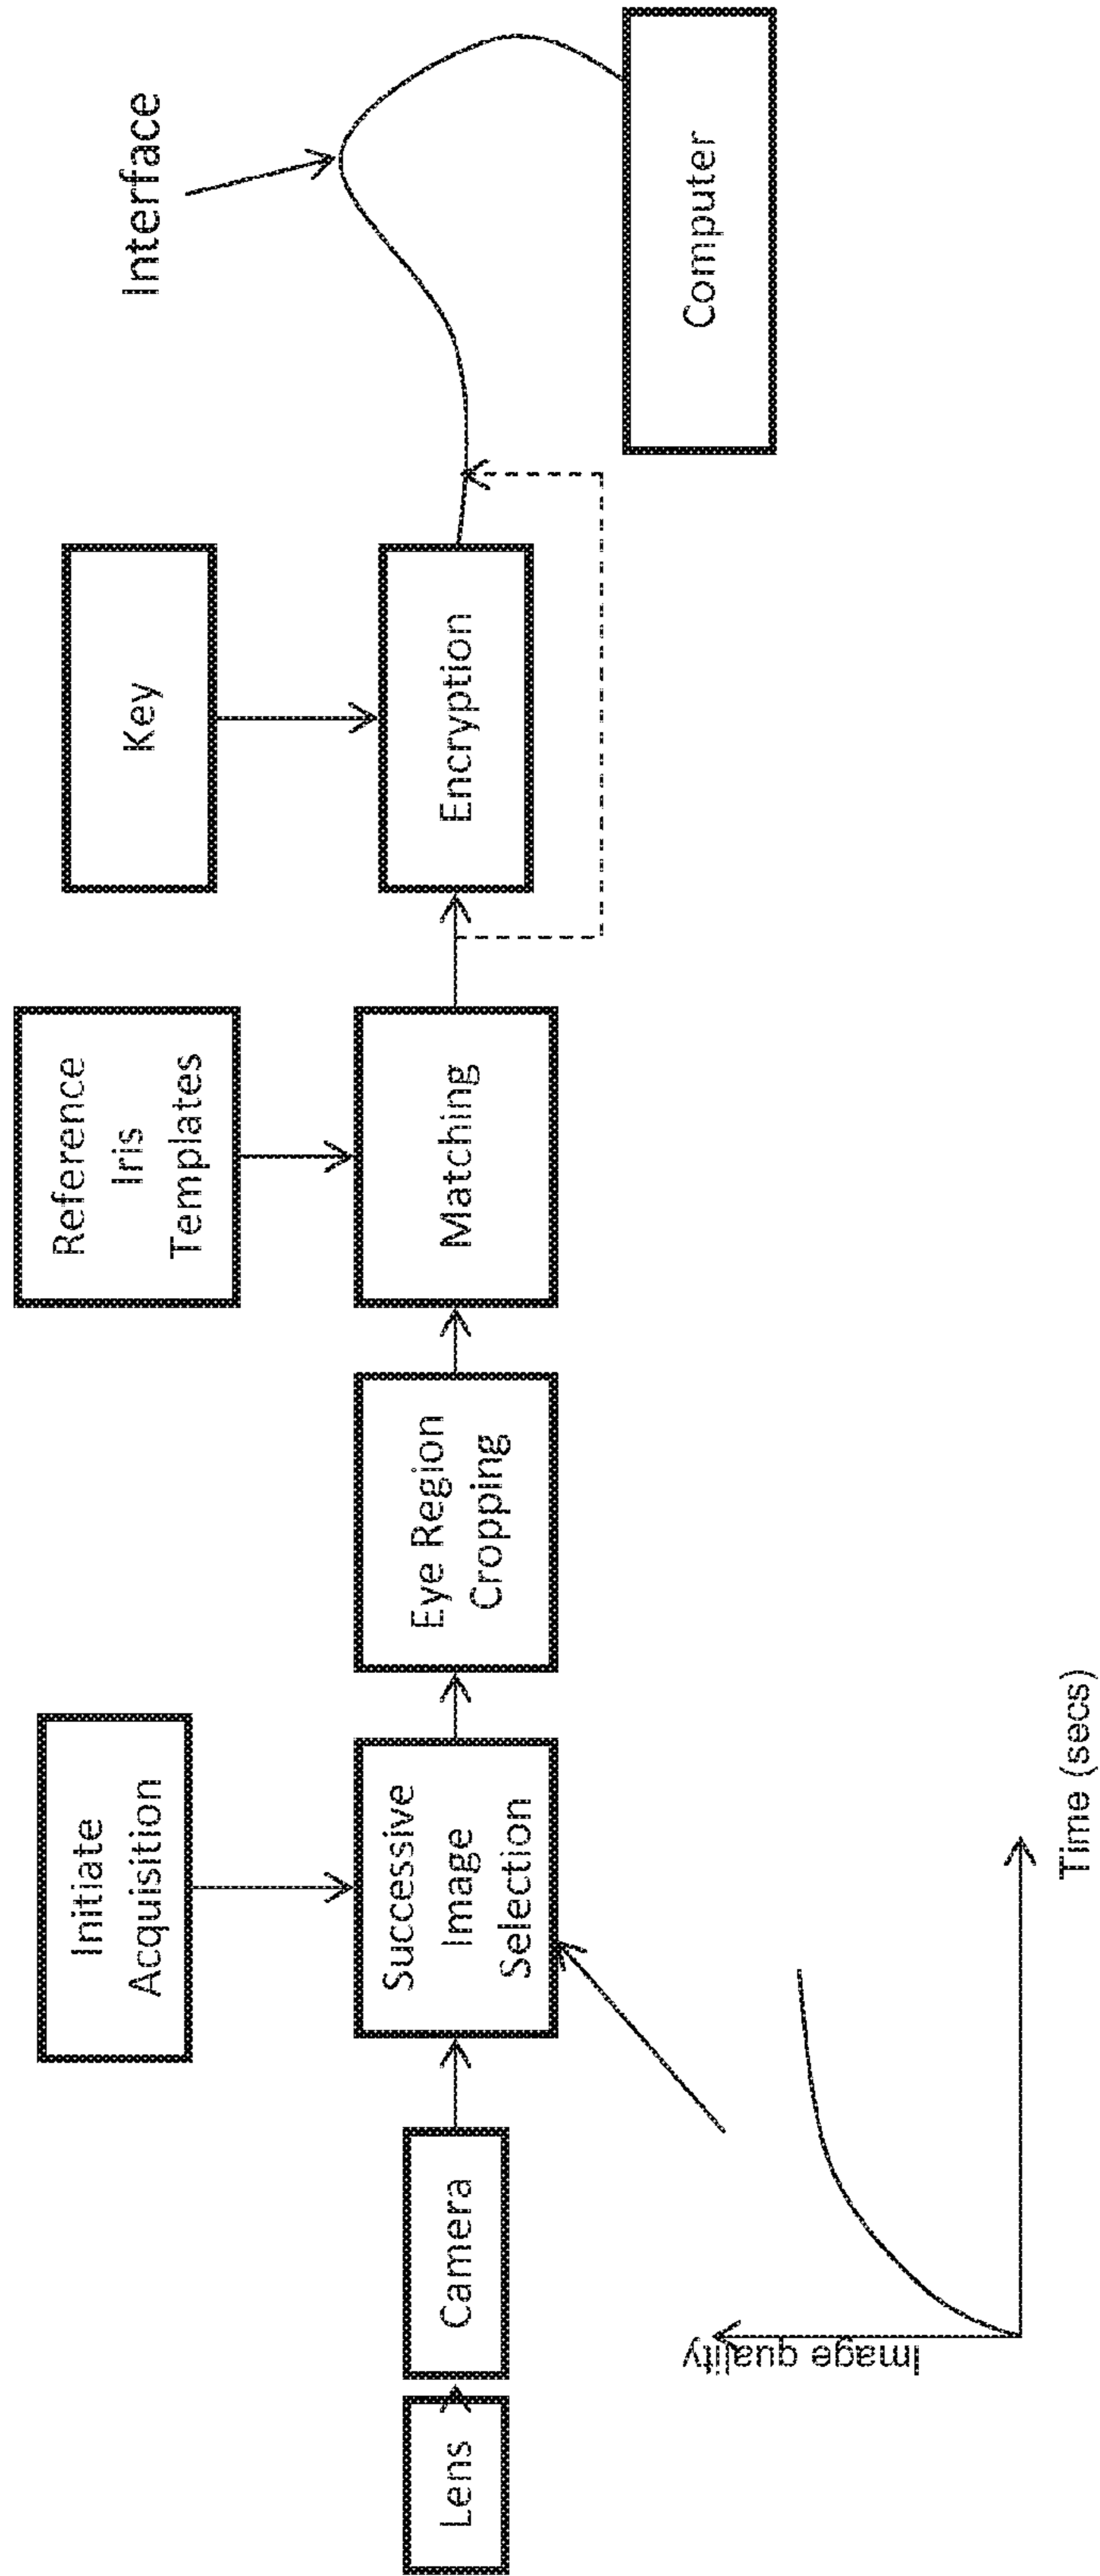 Interface
Key
Reference
Iris
Templates
Initiate
Acquisition
Lens
Camera
Successive
Image
Selection
Eye Region
Cropping
Matching
Encryption
Computer
Image quality
Time (secs)